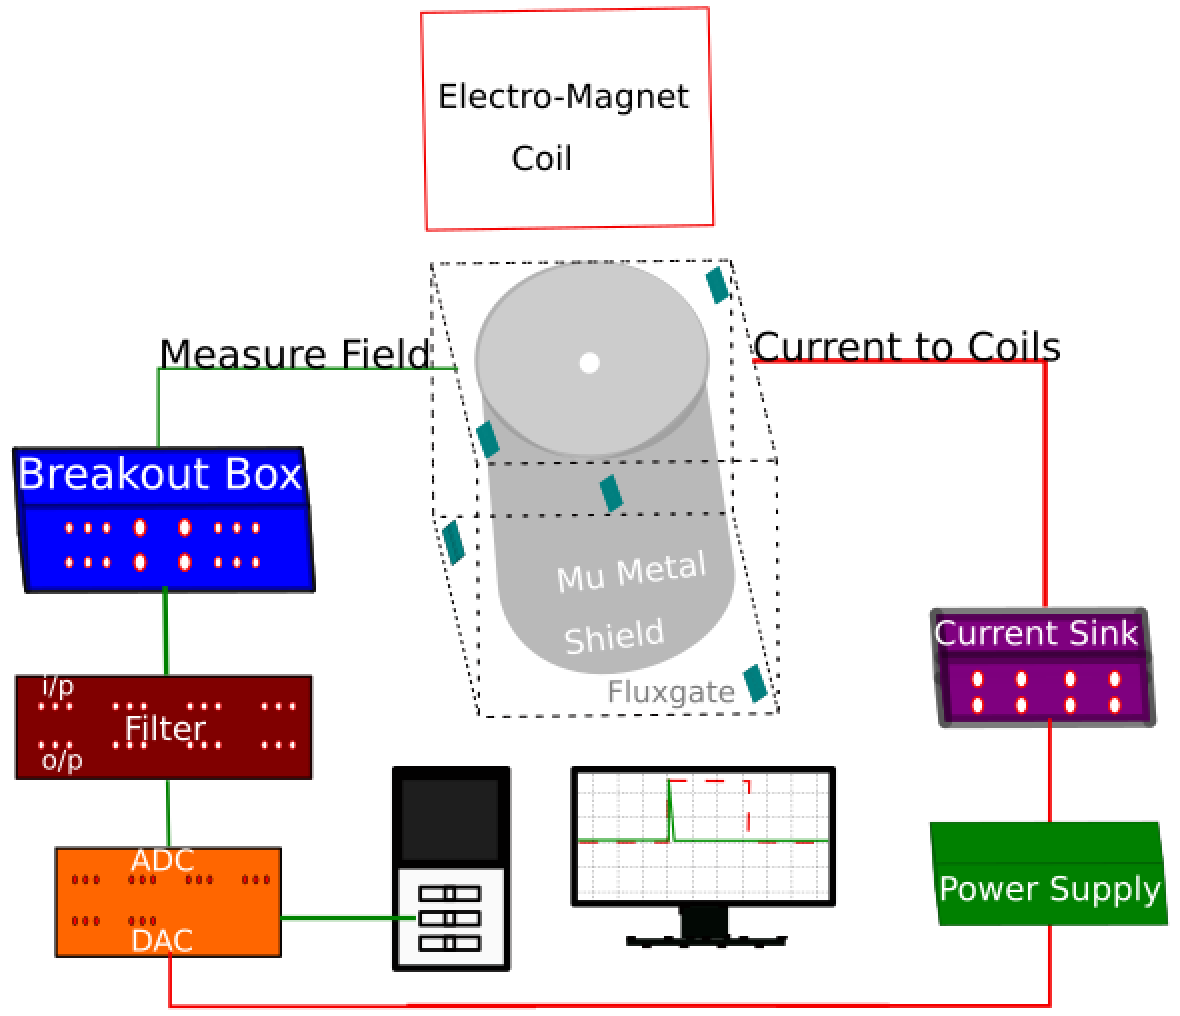 Electro-Magnet
Coil
Measure Field
Current to Coils
Breakout Box
Mu Metal
Shield
Fluxgate
Current Sink
i/p
Filter
o/p
ADC
DAC
Power Supply